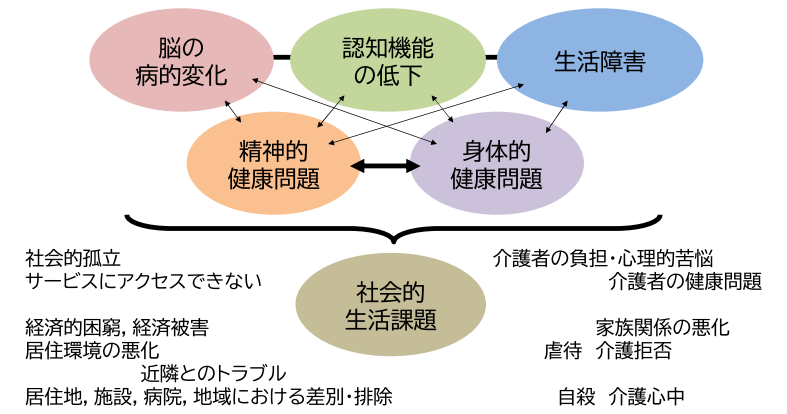 脳の
病的変化
認知機能
の低下
生活障害
精神的
健康問題
身体的
健康問題
社会的
生活課題
社会的孤立
サービスにアクセスできない
経済的困窮, 経済被害
居住環境の悪化
近隣とのトラブル
居住地, 施設, 病院, 地域における差別・排除
介護者の負担・心理的苦悩
介護者の健康問題
家族関係の悪化
虐待 介護拒否
自殺 介護心中